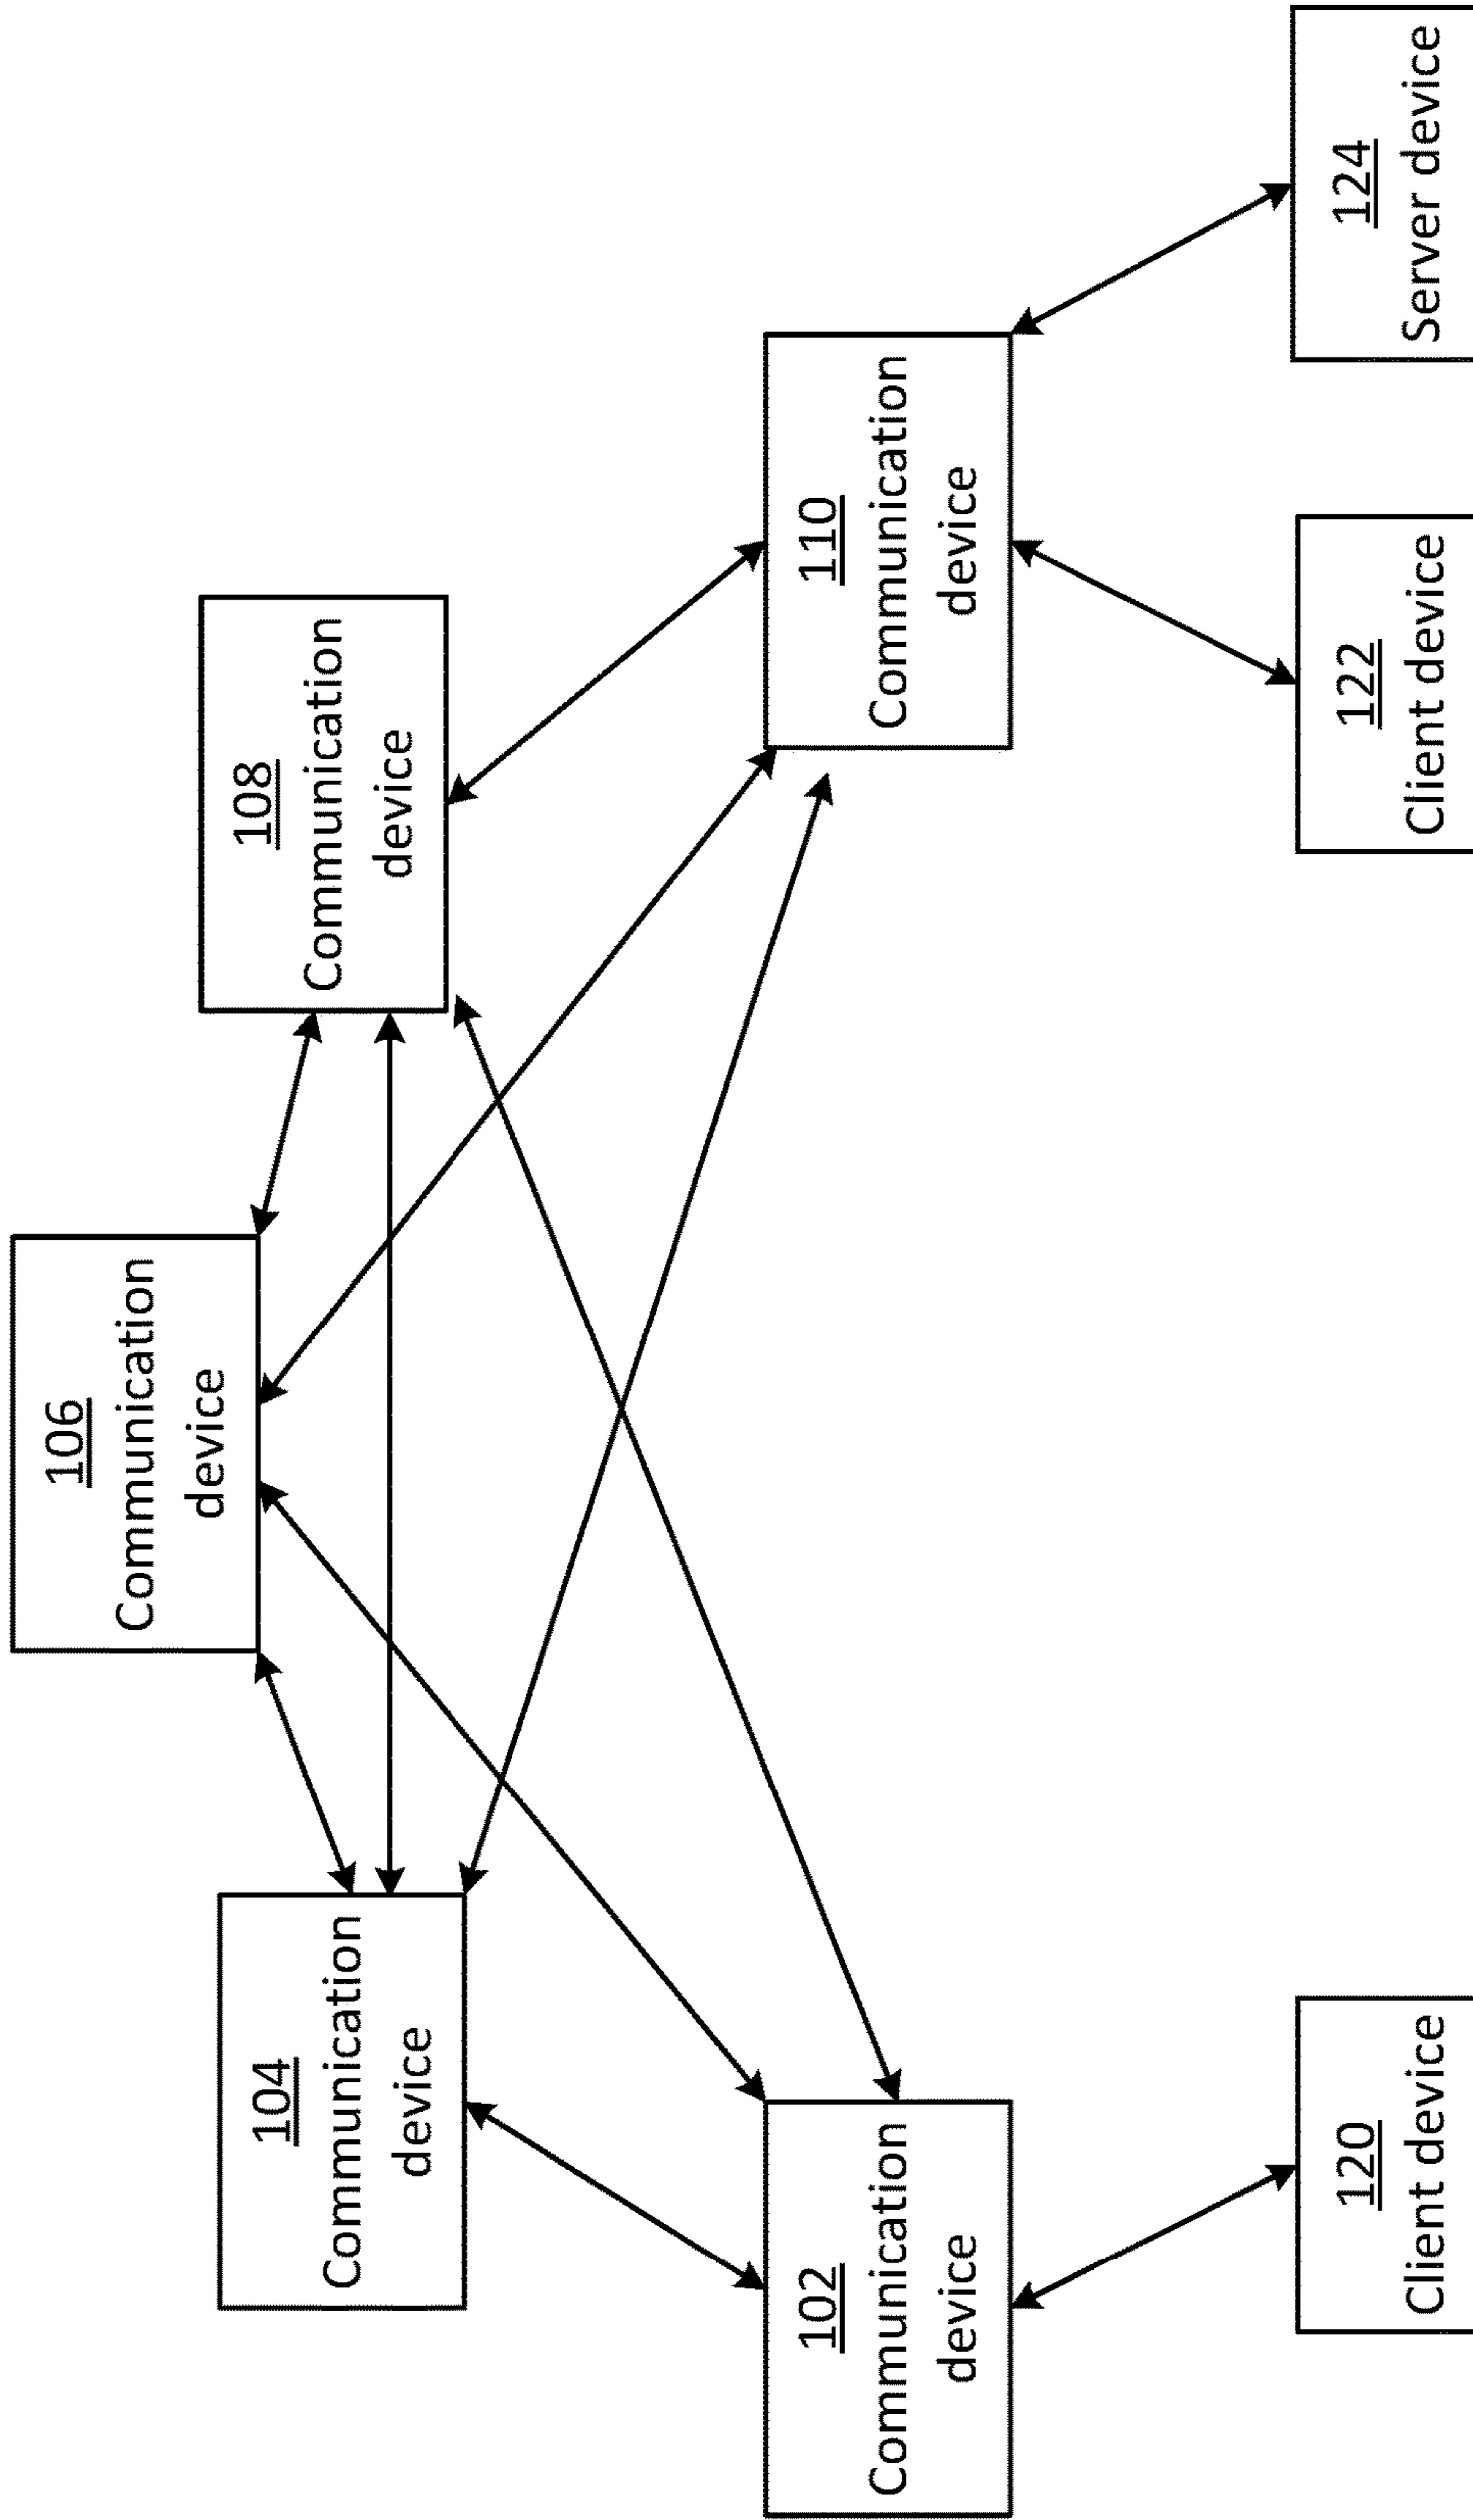 106
Communication
device
108
Communication
device
104
Communication
device
110
Communication
device
102
Communication
device
120
Client device
122
Client device
124
Server device